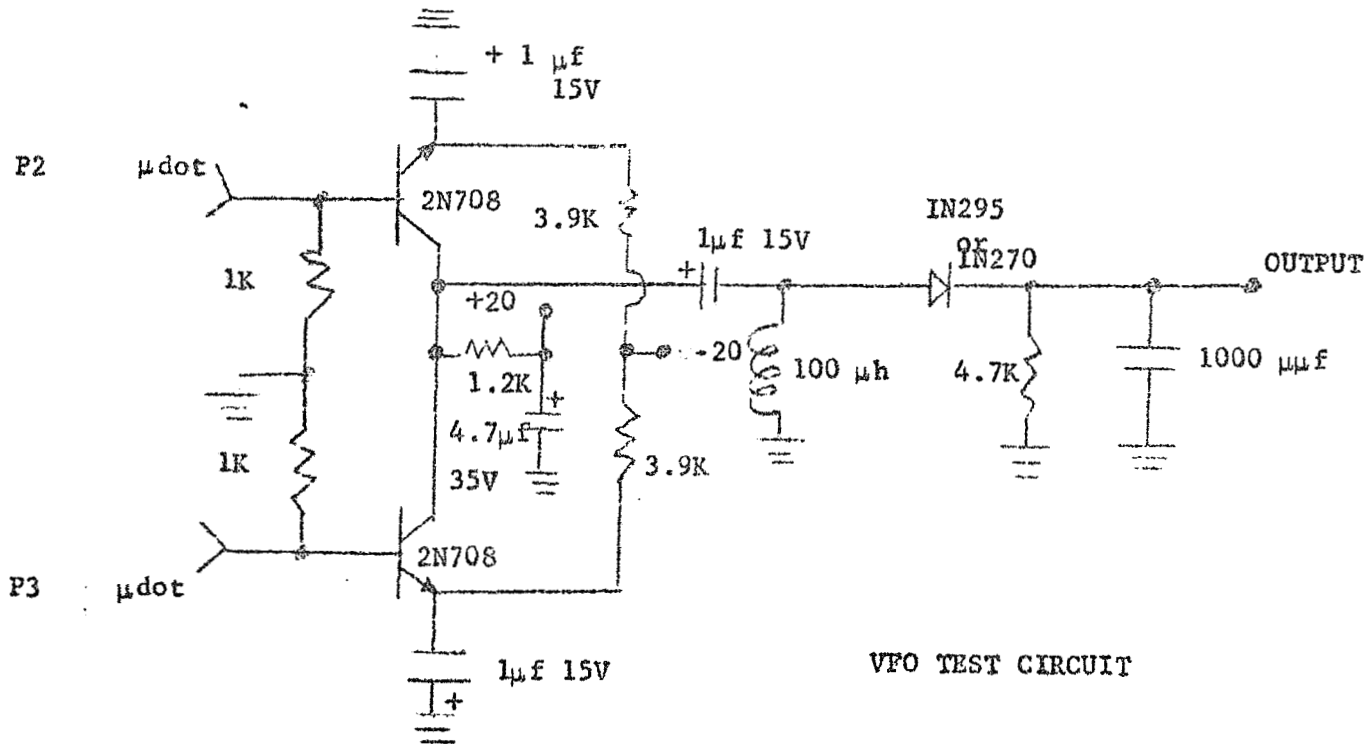 + 1 μf
15V
P2
μdot
2N708
3.9K
IN295
or
IN270
1μf 15V
+
OUTPUT
1K
+20
-20
1.2K
100 μh
4.7K
1000 μμf
+
4.7μf
35V
1K
3.9K
2N708
P3
μdot
1μf 15V
+
VFO TEST CIRCUIT